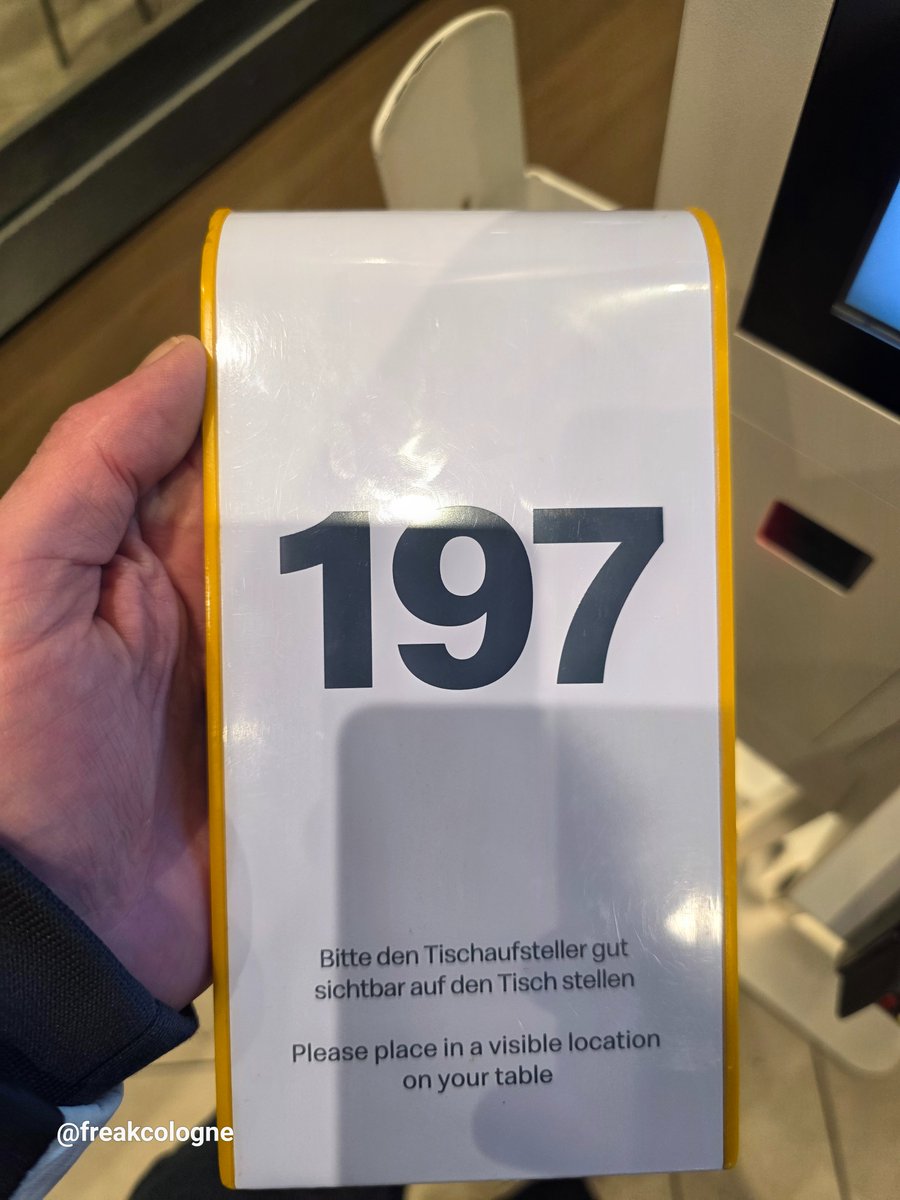 197
Bitte den Tischaufsteller gut
sichtbar auf den Tisch stellen
Please place in a visible location
on your table
@freakcologne